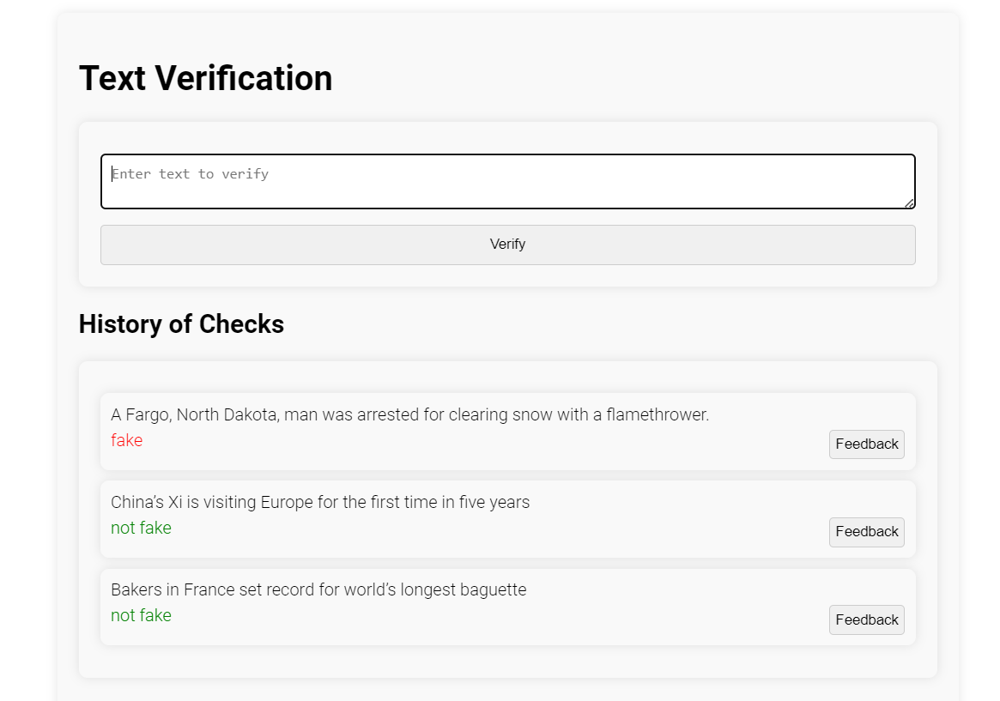 Text Verification
Enter text to verify
Verify
History of Checks
A Fargo, North Dakota, man was arrested for clearing snow with a flamethrower.
fake
Feedback
China’s Xi is visiting Europe for the first time in five years
not fake
Feedback
Bakers in France set record for world’s longest baguette
not fake
Feedback